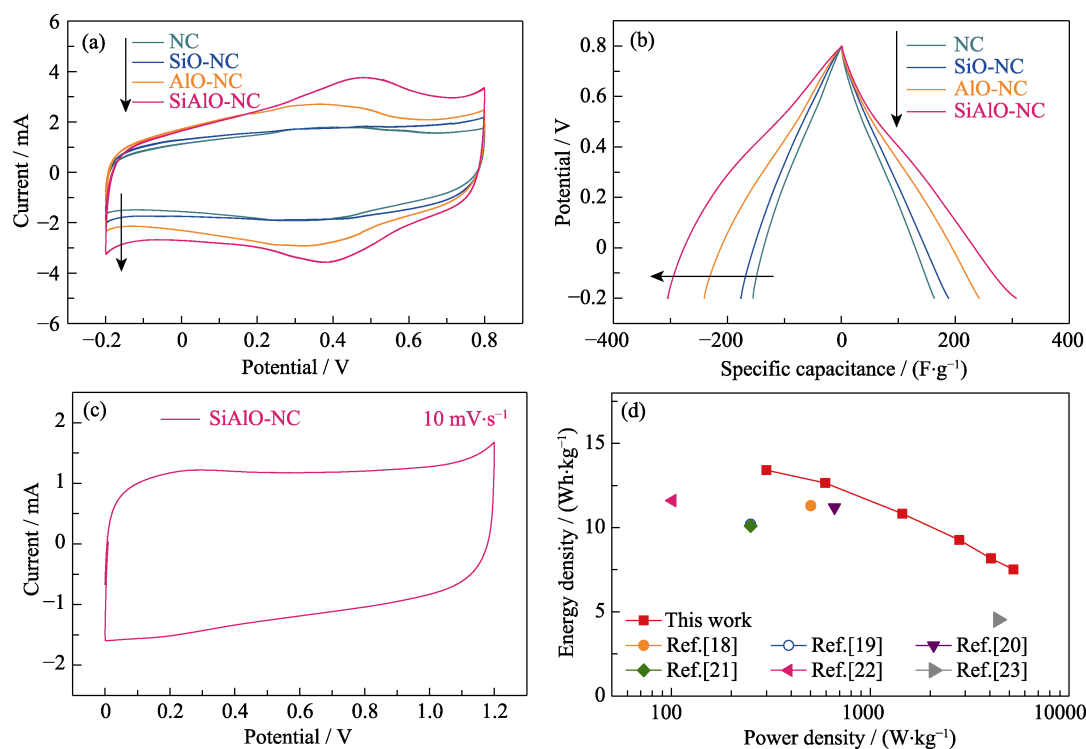 (a)
NC
SiO-NC
AlO-NC
SiAlO-NC
6
4
2
0
−2
−4
−6
Current / mA
−0.2
0
0.2
0.4
0.6
0.8
Potential / V
(b)
NC
SiO-NC
AlO-NC
SiAlO-NC
0.8
0.6
0.4
0.2
0
−0.2
Potential / V
−400
−200
0
200
400
Specific capacitance / (F·g⁻¹)
(c)
SiAlO-NC
10 mV·s⁻¹
2
1
0
−1
−2
Current / mA
0
0.2
0.4
0.6
0.8
1.0
1.2
Potential / V
(d)
15
10
5
0
Energy density / (Wh·kg⁻¹)
This work
Ref.[18] Ref.[19] Ref.[20]
Ref.[21] Ref.[22] Ref.[23]
100
1000
10000
Power density / (W·kg⁻¹)